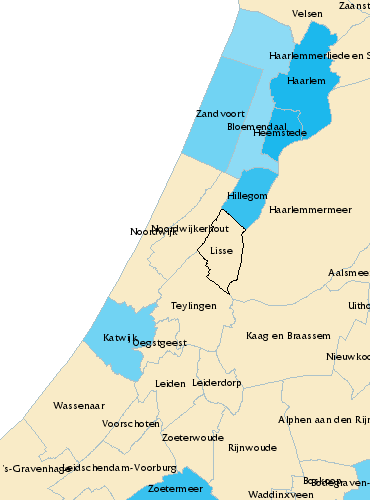 Zaanst
Velsen
Haarlemmerliede en S
Haarlem
Zandvoort
Bloemendaal
Heemstede
Hillegom
Haarlemmermeer
Noordwijkerhout
Noordwijk
Lisse
Aalsmee
Teylingen
Uitho
Katwijk
Oegstgeest
Kaag en Braassem
Nieuwkoo
Leiden
Leiderdorp
Wassenaar
Voorschoten
Alphen aan den Rijn
Zoeterwoude
Rijnwoude
's-Gravenhage
Leidschendam-Voorburg
Zoetermeer
Boskoop
Bodegraven-
Waddinxveen